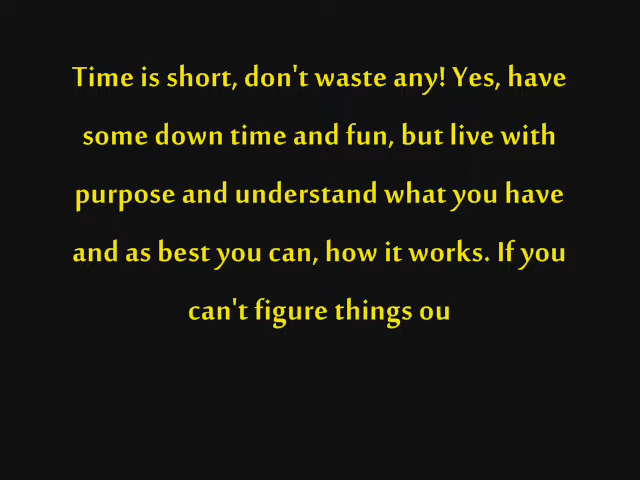 Time is short, don't waste any! Yes, have
some down time and fun, but live with
purpose and understand what you have
and as best you can, how it works. If you
can't figure things ou